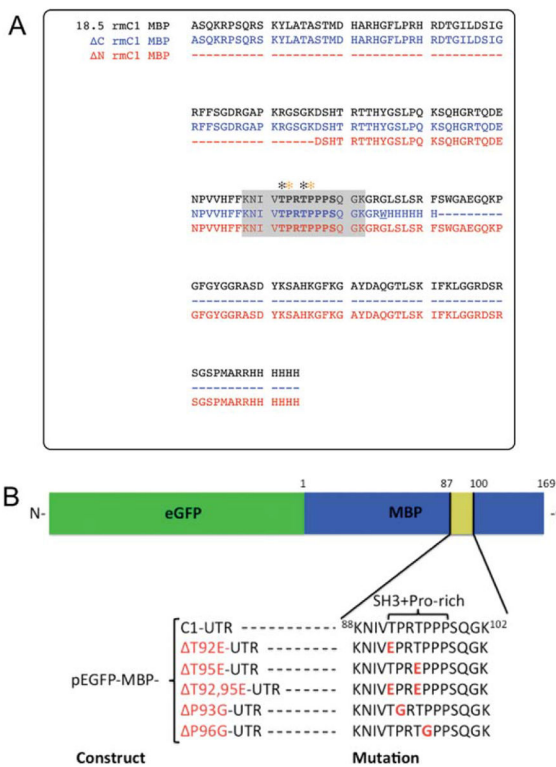 A
18.5 rmC1 MBP ASQKRPSQRS KYLATASTMD HARHGFLPRH RDTGILDSIG
ΔC rmC1 MBP ASQKRPSQRS KYLATASTMD HARHGFLPRH RDTGILDSIG
ΔN rmC1 MBP ---------- ---------- ---------- ----------
RFFSGDRGAP KRGSGKDSHT RTTHYGSLPQ KSQHGRTQDE
RFFSGDRGAP KRGSGKDSHT RTTHYGSLPQ KSQHGRTQDE
---------- ------DSHT RTTHYGSLPQ KSQHGRTQDE
** **
NPVVHFFKNI VTPRTPPPSQ GKGRGLSLSR FSWGAEGQKP
NPVVHFFKNI VTPRTPPPSQ GKGRWHHHHH H---------
NPVVHFFKNI VTPRTPPPSQ GKGRGLSLSR FSWGAEGQKP
GFGYGGRASD YKSAHKGFKG AYDAQGTLSK IFKLGGRDSR
---------- ---------- ---------- ----------
GFGYGGRASD YKSAHKGFKG AYDAQGTLSK IFKLGGRDSR
SGSPMARRHH HHHH
---------- ----
SGSPMARRHH HHHH
B
1 87 100 169
N- eGFP MBP -
SH3+Pro-rich
pEGFP-MBP-
C1-UTR ------------ 88KNIVTPRTPPPSQGK102
ΔT92E-UTR -------- KNIVEPRTPPPSQGK
ΔT95E-UTR -------- KNIVTPREPPPSQGK
ΔT92,95E-UTR ------ KNIVEPREPPPSQGK
ΔP93G-UTR -------- KNIVTGRTPPPSQGK
ΔP96G-UTR -------- KNIVTPRTGPPSQGK
Construct Mutation